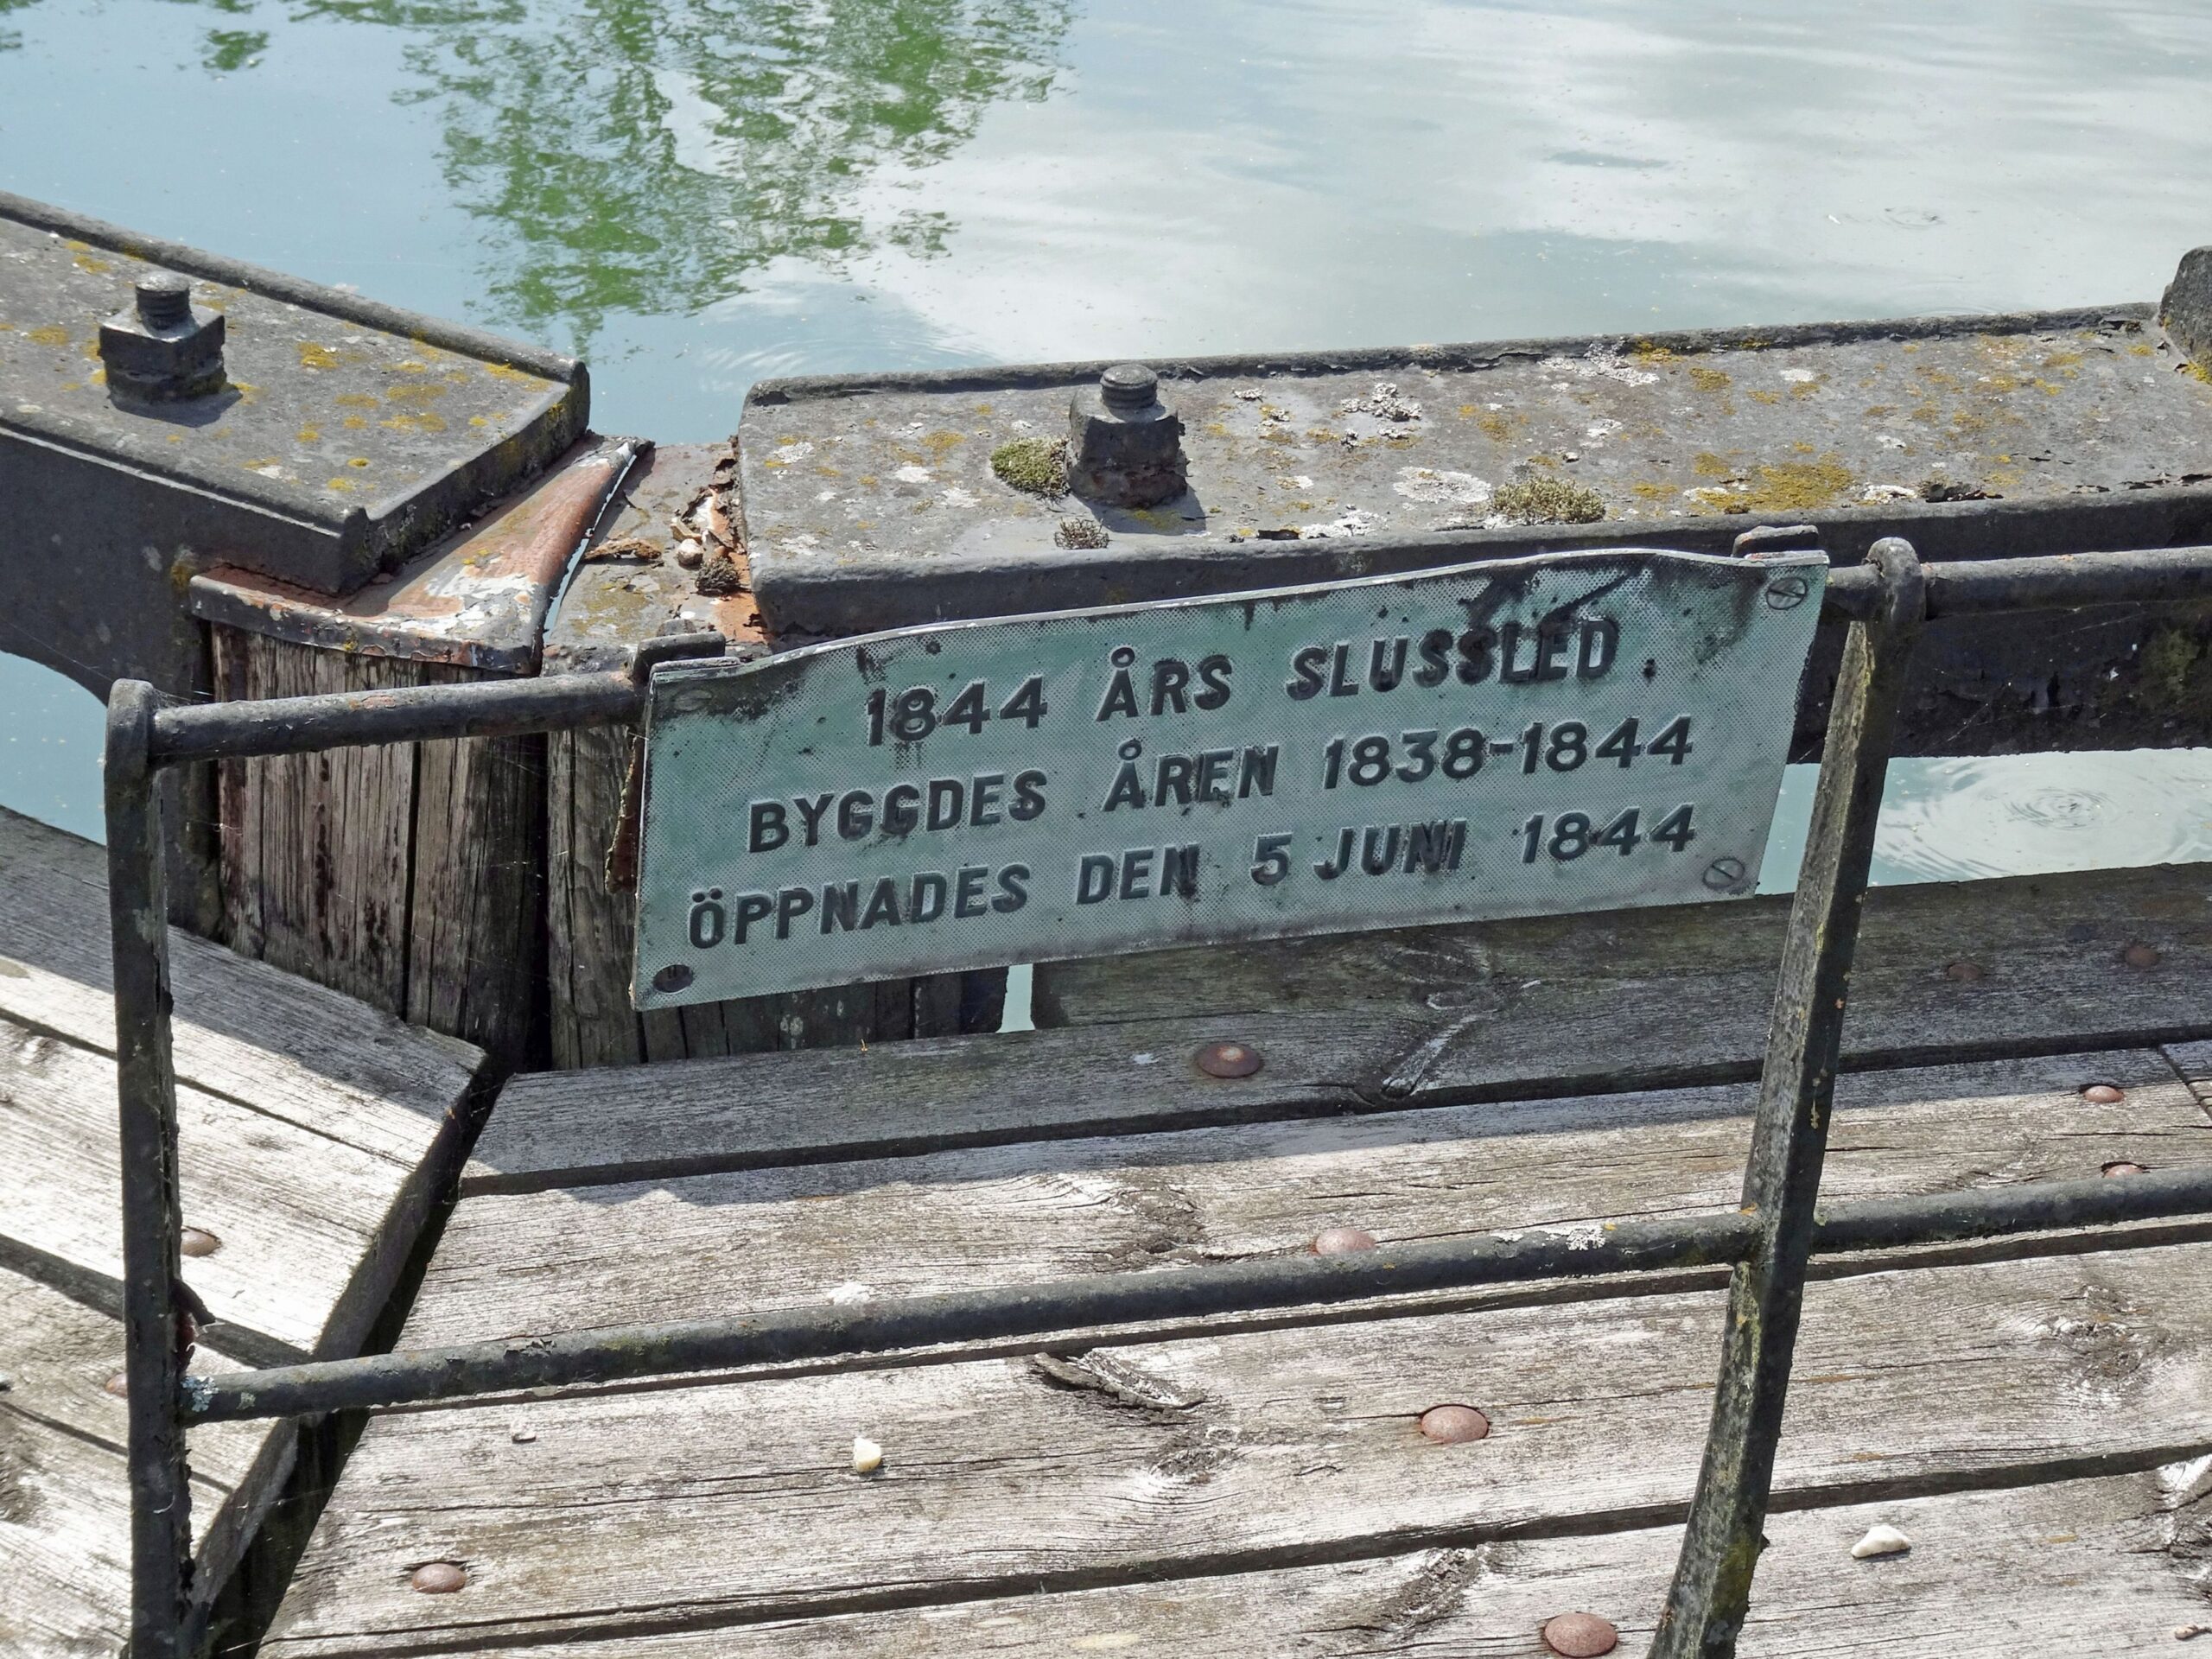 1844 ÅRS SLUSSLED.
BYGGDES ÅREN 1838-1844
ÖPPNADES DEN 5 JUNI 1844